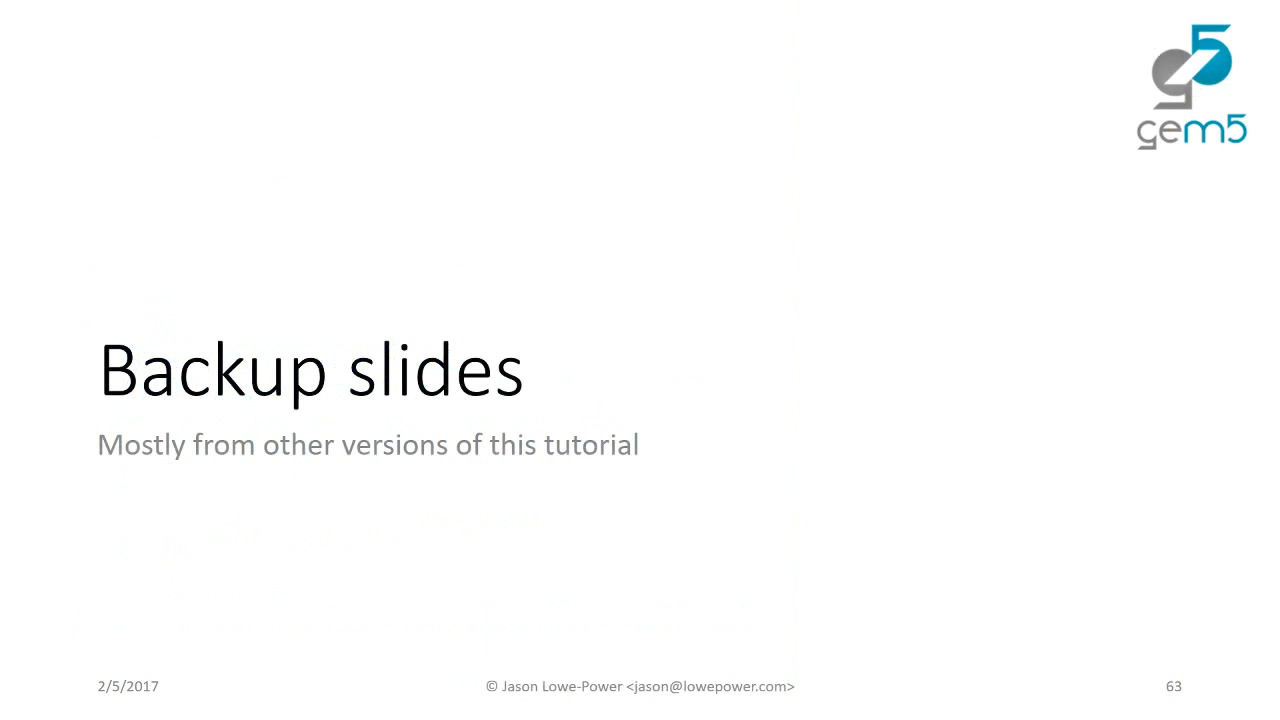 gem5
Backup slides
Mostly from other versions of this tutorial
2/5/2017
© Jason Lowe-Power <jason@lowepower.com>
63